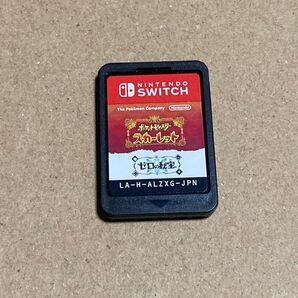 NINTENDO
SWITCH
The Pokémon Company
Nintendo
ポケットモンスター
スカーレット
ゼロの秘宝
LA-H-ALZXG-JPN